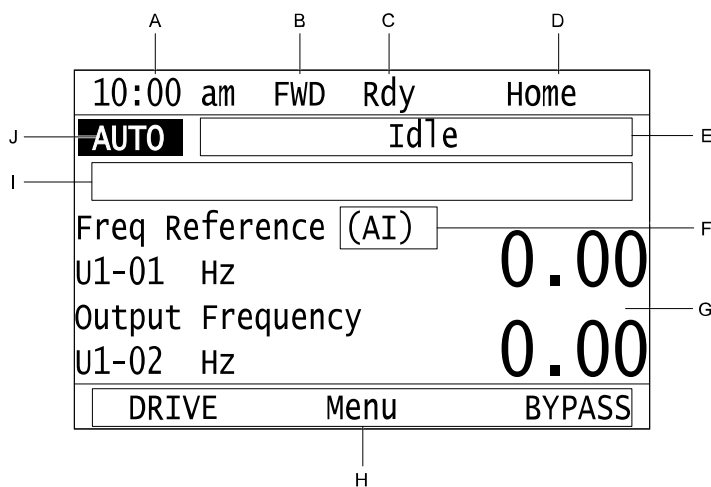 A B C D
10:00 am FWD Rdy Home
J AUTO Idle E
I
Freq Reference (AI) F
U1-01 Hz 0.00
G
Output Frequency
U1-02 Hz 0.00
DRIVE Menu BYPASS
H